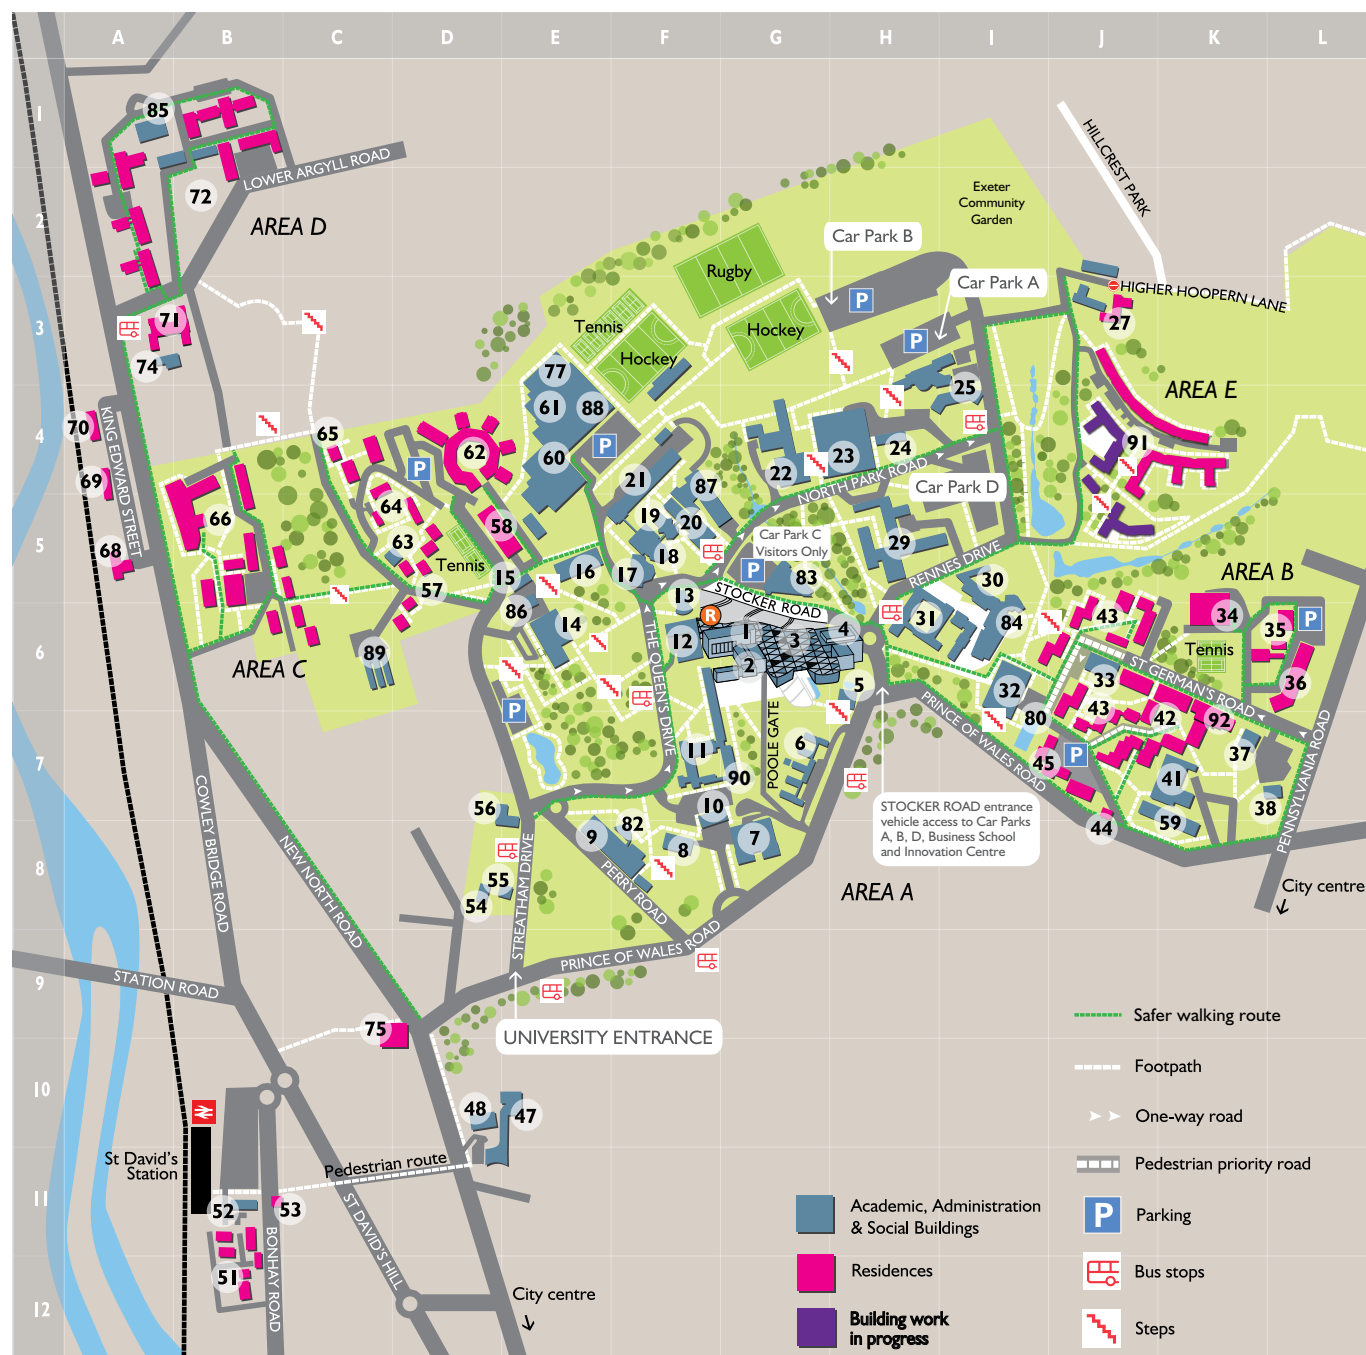 A B C D E F G H I J K L
1
85
LOWER ARGYLL ROAD
HILLCREST PARK
72
2
AREA D
Exeter
Community
Garden
Car Park B
Rugby
Car Park A
P
HIGHER HOOPERN LANE
3
71
Tennis
Hockey
Hockey
27
P
74
77
AREA E
61
88
25
70
KING EDWARD STREET
4
65
62
P
P
60
23
24
91
69
21
87
22
NORTH PARK ROAD
Car Park D
64
66
58
19
20
5
68
63
Tennis
18
Car Park C
Visitors Only
29
RENNES DRIVE
15
16
17
P
83
30
AREA B
57
86
13
STOCKER ROAD
R
14
12
1
3
4
31
84
43
34
35
P
6
AREA C
89
2
THE QUEEN'S DRIVE
Tennis
ST GERMAN'S ROAD
33
5
32
36
P
43
42
92
80
PRINCE OF WALES ROAD
POOLE GATE
11
6
45
P
37
7
90
41
COWLEY BRIDGE ROAD
56
10
STOCKER ROAD entrance
vehicle access to Car Parks
A, B, D, Business School
and Innovation Centre
38
PENNSYLVANIA ROAD
44
59
9
82
8
7
NEW NORTH ROAD
STREATHAM DRIVE
8
55
54
PERRY ROAD
AREA A
City centre
PRINCE OF WALES ROAD
9
STATION ROAD
75
UNIVERSITY ENTRANCE
Safer walking route
Footpath
10
48
47
One-way road
St David's
Station
Pedestrian route
Pedestrian priority road
11
52
53
ST DAVID'S HILL
Academic, Administration
& Social Buildings
P
Parking
51
BONHAY ROAD
Residences
Bus stops
12
City centre
Building work
in progress
Steps